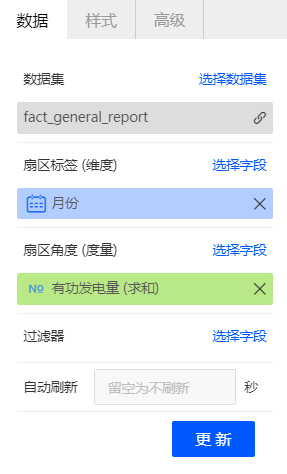 数据 样式 高级
数据集 选择数据集
fact_general_report
扇区标签 (维度) 选择字段
月份
扇区角度 (度量) 选择字段
№ 有功发电量 (求和)
过滤器 选择字段
自动刷新 留空为不刷新 秒
更新